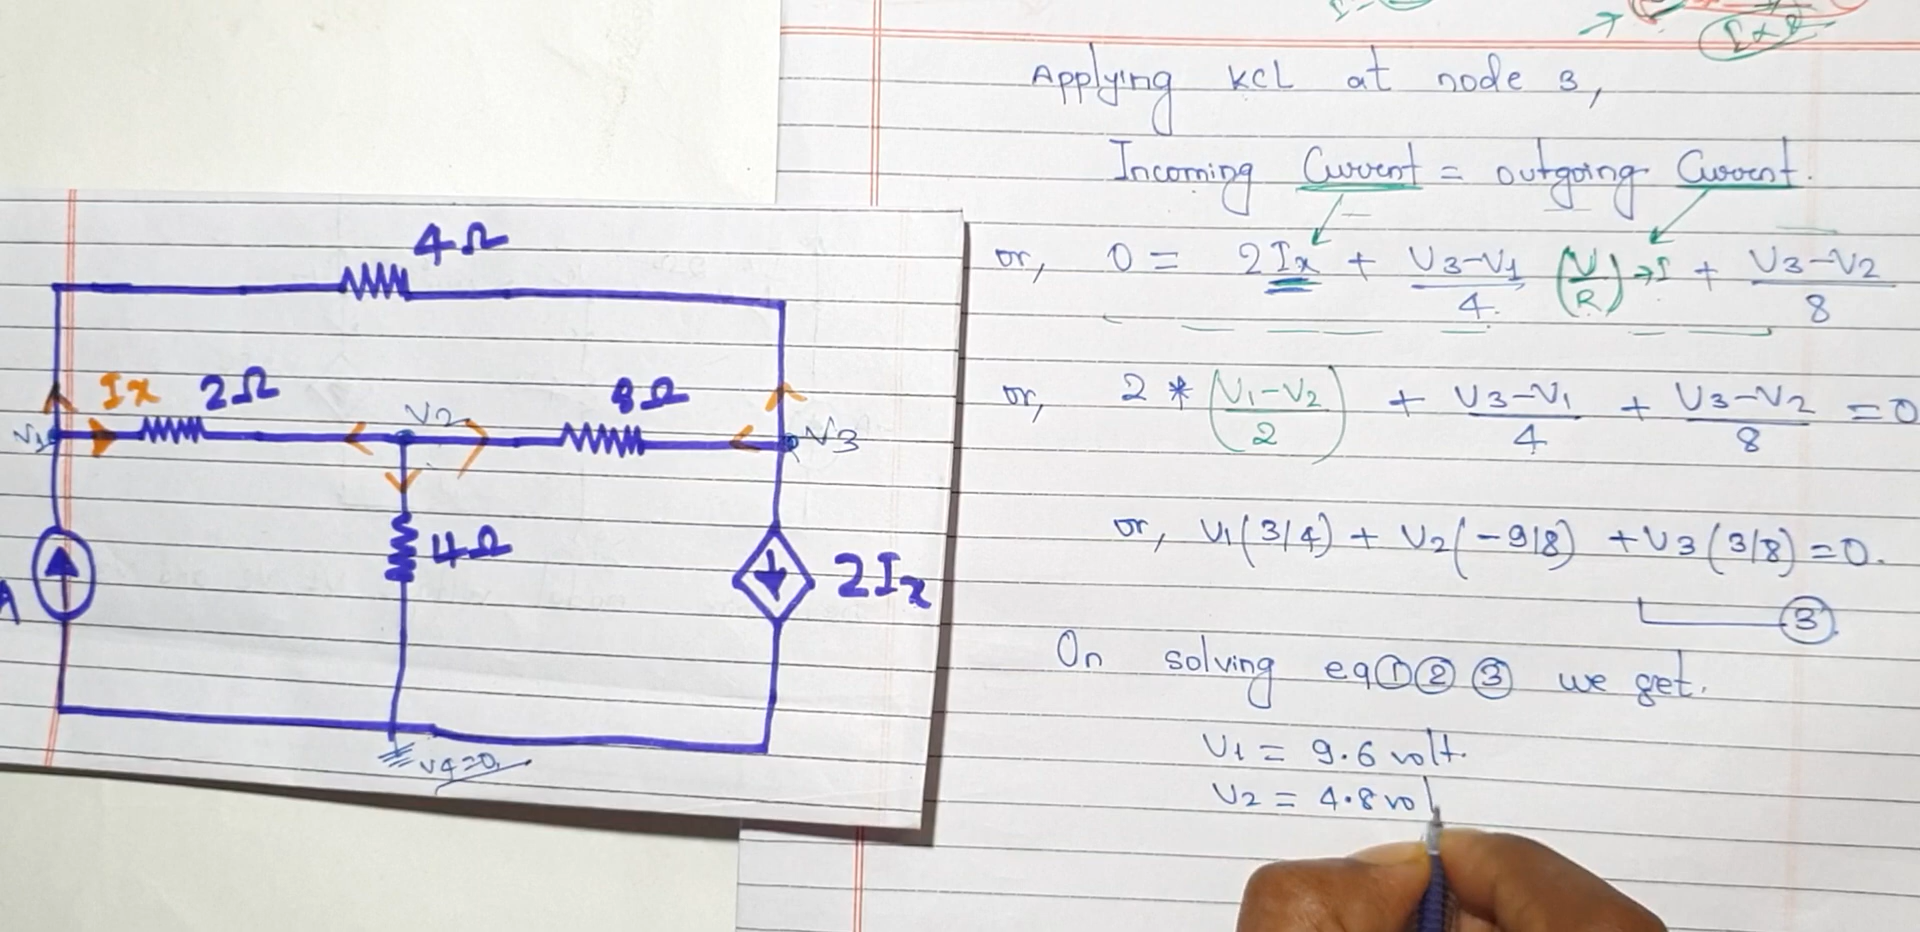 Applying KCL at node 3,
Incoming Current = outgoing Current.
or, 0 = 2Ix + V3-V1/4 (V/R)→I + V3-V2/8
or, 2 * (V1-V2/2) + V3-V1/4 + V3-V2/8 = 0
or, V1(3/4) + V2(-9/8) + V3(3/8) = 0.
3
On solving eq 1 2 3 we get.
V1 = 9.6 volt.
V2 = 4.8 vol
4Ω
Ix 2Ω
V2
8Ω
V1
V3
4Ω
2Ix
A
V4=0